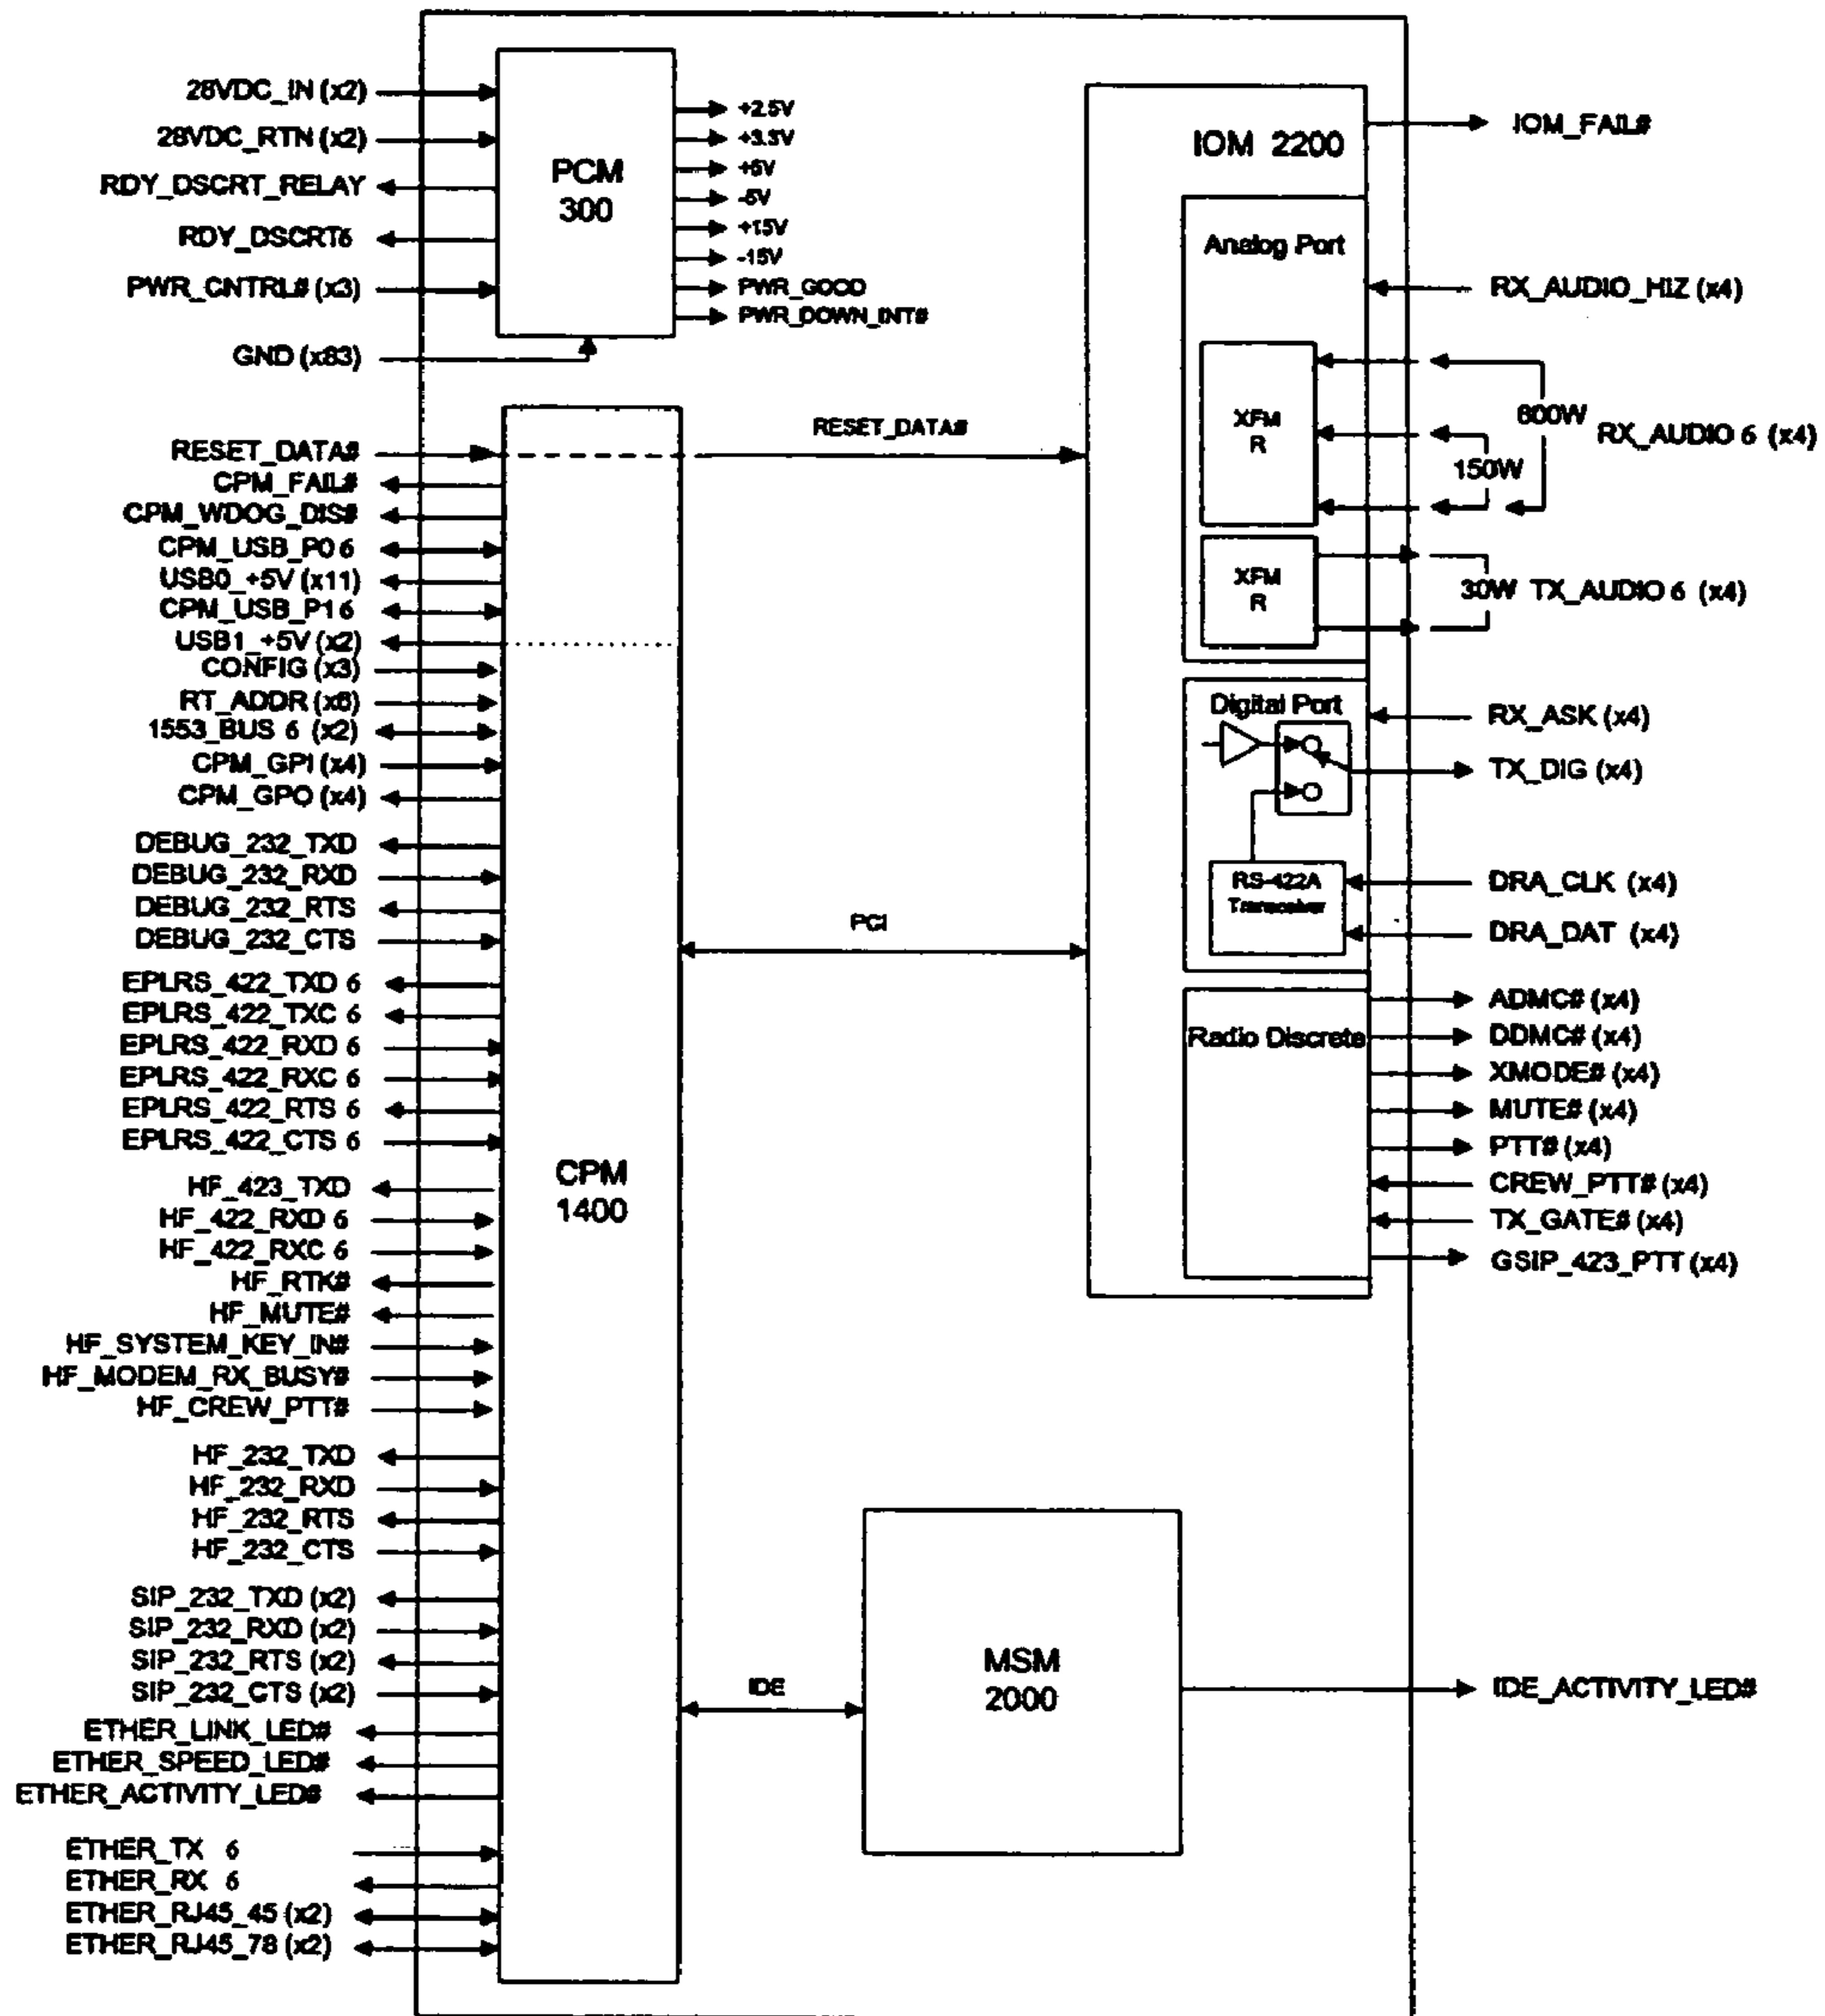 28VDC_IN (x2)
28VDC_RTN (x2)
RDY_DSCRT_RELAY
RDY_DSCRT6
PWR_CNTRL# (x3)
GND (x83)
PCM
300
+2.5V
+3.3V
+5V
-5V
+15V
-15V
PWR_GOOD
PWR_DOWN_INT#
RESET_DATA#
CPM_FAIL#
CPM_WDOG_DIS#
CPM_USB_P0 6
USB0_+5V (x11)
CPM_USB_P1 6
USB1_+5V (x2)
CONFIG (x3)
RT_ADDR (x6)
1553_BUS 6 (x2)
CPM_GPI (x4)
CPM_GPO (x4)
DEBUG_232_TXD
DEBUG_232_RXD
DEBUG_232_RTS
DEBUG_232_CTS
EPLRS_422_TXD 6
EPLRS_422_TXC 6
EPLRS_422_RXD 6
EPLRS_422_RXC 6
EPLRS_422_RTS 6
EPLRS_422_CTS 6
HF_423_TXD
HF_422_RXD 6
HF_422_RXC 6
HF_RTK#
HF_MUTE#
HF_SYSTEM_KEY_IN#
HF_MODEM_RX_BUSY#
HF_CREW_PTT#
HF_232_TXD
HF_232_RXD
HF_232_RTS
HF_232_CTS
SIP_232_TXD (x2)
SIP_232_RXD (x2)
SIP_232_RTS (x2)
SIP_232_CTS (x2)
ETHER_LINK_LED#
ETHER_SPEED_LED#
ETHER_ACTIVITY_LED#
ETHER_TX 6
ETHER_RX 6
ETHER_RJ45_45 (x2)
ETHER_RJ45_78 (x2)
CPM
1400
RESET_DATA#
PCI
IDE
MSM
2000
IDE_ACTIVITY_LED#
IOM 2200
IOM_FAIL#
Analog Port
RX_AUDIO_HIZ (x4)
XFM
R
600W
RX_AUDIO 6 (x4)
150W
XFM
R
30W TX_AUDIO 6 (x4)
Digital Port
RX_ASK (x4)
TX_DIG (x4)
RS-422A
Transceiver
DRA_CLK (x4)
DRA_DAT (x4)
Radio Discrete
ADMC# (x4)
DDMC# (x4)
XMODE# (x4)
MUTE# (x4)
PTT# (x4)
CREW_PTT# (x4)
TX_GATE# (x4)
GSIP_423_PTT (x4)